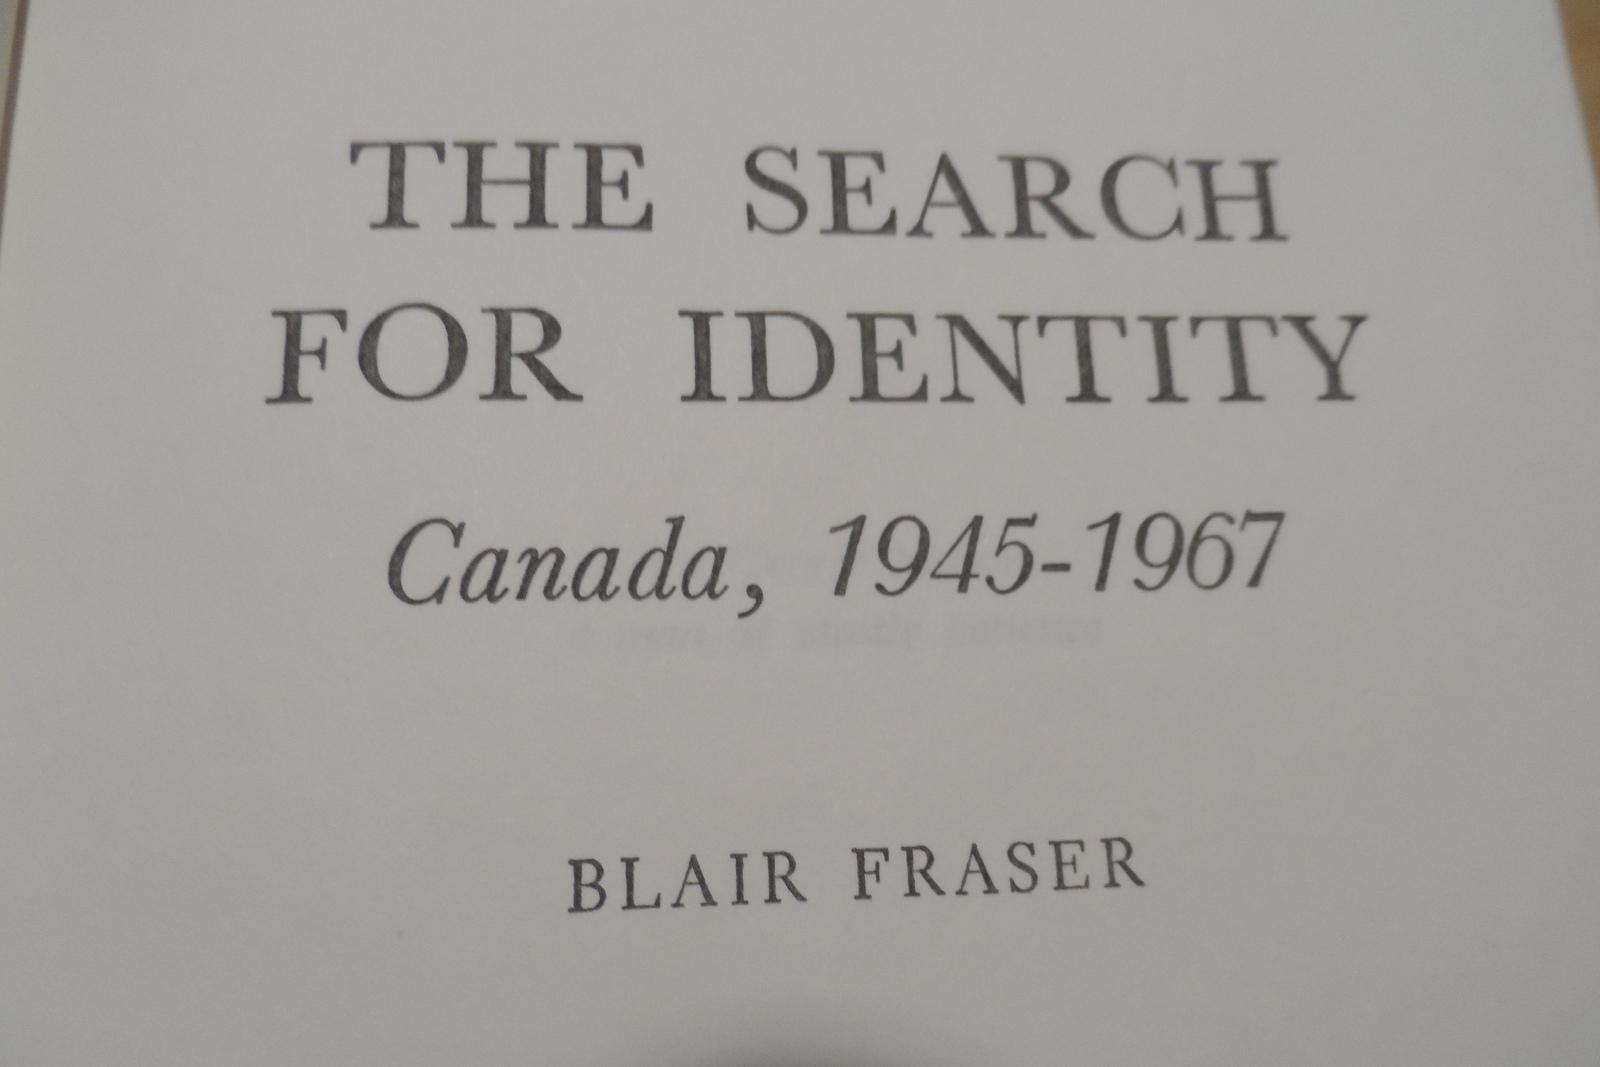 THE SEARCH
FOR IDENTITY
Canada, 1945-1967
BLAIR FRASER